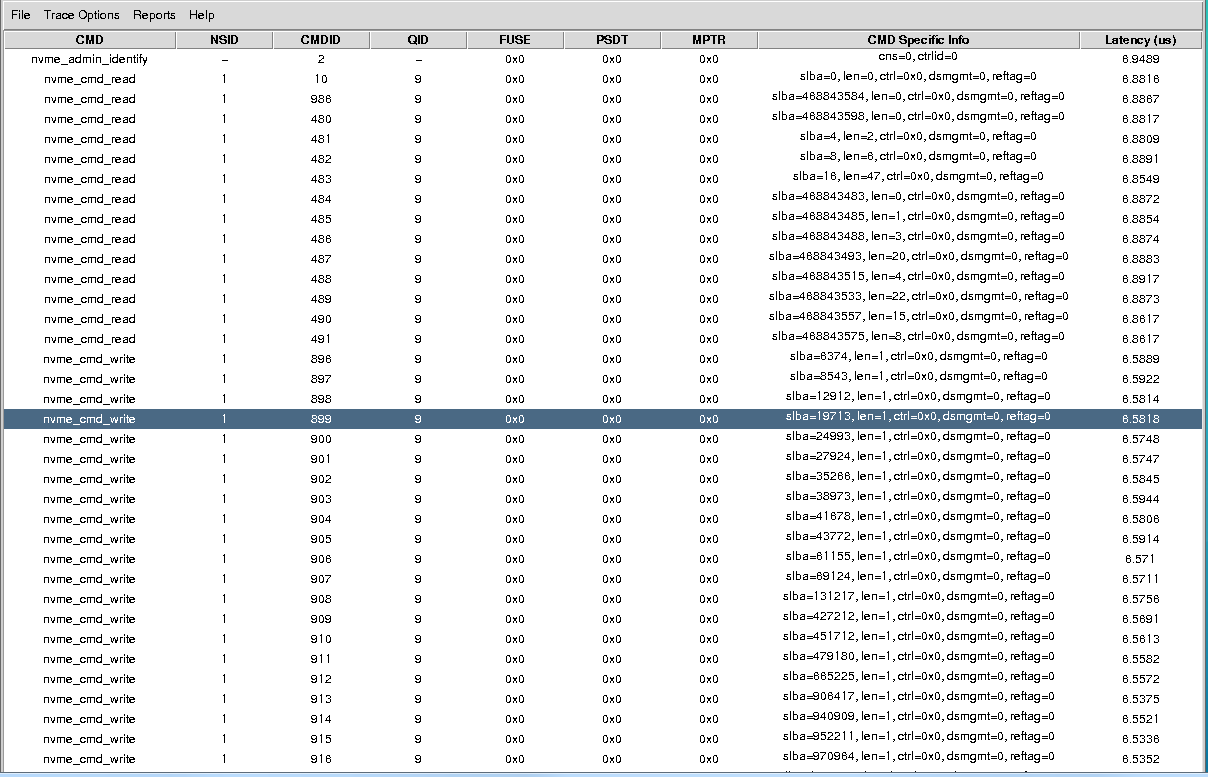 File Trace Options Reports Help
CMD NSID CMDID QID FUSE PSDT MPTR CMD Specific Info Latency (us)
nvme_admin_identify – 2 – 0x0 0x0 0x0 cns=0, ctrlid=0 6.9489
nvme_cmd_read 1 10 9 0x0 0x0 0x0 slba=0, len=0, ctrl=0x0, dsmgmt=0, reftag=0 6.8816
nvme_cmd_read 1 986 9 0x0 0x0 0x0 slba=468843584, len=0, ctrl=0x0, dsmgmt=0, reftag=0 6.8867
nvme_cmd_read 1 480 9 0x0 0x0 0x0 slba=468843598, len=0, ctrl=0x0, dsmgmt=0, reftag=0 6.8817
nvme_cmd_read 1 481 9 0x0 0x0 0x0 slba=4, len=2, ctrl=0x0, dsmgmt=0, reftag=0 6.8809
nvme_cmd_read 1 482 9 0x0 0x0 0x0 slba=8, len=6, ctrl=0x0, dsmgmt=0, reftag=0 6.8891
nvme_cmd_read 1 483 9 0x0 0x0 0x0 slba=16, len=47, ctrl=0x0, dsmgmt=0, reftag=0 6.8549
nvme_cmd_read 1 484 9 0x0 0x0 0x0 slba=468843483, len=0, ctrl=0x0, dsmgmt=0, reftag=0 6.8872
nvme_cmd_read 1 485 9 0x0 0x0 0x0 slba=468843485, len=1, ctrl=0x0, dsmgmt=0, reftag=0 6.8854
nvme_cmd_read 1 486 9 0x0 0x0 0x0 slba=468843488, len=3, ctrl=0x0, dsmgmt=0, reftag=0 6.8874
nvme_cmd_read 1 487 9 0x0 0x0 0x0 slba=468843493, len=20, ctrl=0x0, dsmgmt=0, reftag=0 6.8883
nvme_cmd_read 1 488 9 0x0 0x0 0x0 slba=468843515, len=4, ctrl=0x0, dsmgmt=0, reftag=0 6.8917
nvme_cmd_read 1 489 9 0x0 0x0 0x0 slba=468843533, len=22, ctrl=0x0, dsmgmt=0, reftag=0 6.8873
nvme_cmd_read 1 490 9 0x0 0x0 0x0 slba=468843557, len=15, ctrl=0x0, dsmgmt=0, reftag=0 6.8617
nvme_cmd_read 1 491 9 0x0 0x0 0x0 slba=468843575, len=8, ctrl=0x0, dsmgmt=0, reftag=0 6.8617
nvme_cmd_write 1 896 9 0x0 0x0 0x0 slba=6374, len=1, ctrl=0x0, dsmgmt=0, reftag=0 6.5889
nvme_cmd_write 1 897 9 0x0 0x0 0x0 slba=8543, len=1, ctrl=0x0, dsmgmt=0, reftag=0 6.5922
nvme_cmd_write 1 898 9 0x0 0x0 0x0 slba=12912, len=1, ctrl=0x0, dsmgmt=0, reftag=0 6.5814
nvme_cmd_write 1 899 9 0x0 0x0 0x0 slba=19713, len=1, ctrl=0x0, dsmgmt=0, reftag=0 6.5818
nvme_cmd_write 1 900 9 0x0 0x0 0x0 slba=24993, len=1, ctrl=0x0, dsmgmt=0, reftag=0 6.5748
nvme_cmd_write 1 901 9 0x0 0x0 0x0 slba=27924, len=1, ctrl=0x0, dsmgmt=0, reftag=0 6.5747
nvme_cmd_write 1 902 9 0x0 0x0 0x0 slba=35266, len=1, ctrl=0x0, dsmgmt=0, reftag=0 6.5845
nvme_cmd_write 1 903 9 0x0 0x0 0x0 slba=38973, len=1, ctrl=0x0, dsmgmt=0, reftag=0 6.5944
nvme_cmd_write 1 904 9 0x0 0x0 0x0 slba=41678, len=1, ctrl=0x0, dsmgmt=0, reftag=0 6.5806
nvme_cmd_write 1 905 9 0x0 0x0 0x0 slba=43772, len=1, ctrl=0x0, dsmgmt=0, reftag=0 6.5914
nvme_cmd_write 1 906 9 0x0 0x0 0x0 slba=61155, len=1, ctrl=0x0, dsmgmt=0, reftag=0 6.571
nvme_cmd_write 1 907 9 0x0 0x0 0x0 slba=69124, len=1, ctrl=0x0, dsmgmt=0, reftag=0 6.5711
nvme_cmd_write 1 908 9 0x0 0x0 0x0 slba=131217, len=1, ctrl=0x0, dsmgmt=0, reftag=0 6.5756
nvme_cmd_write 1 909 9 0x0 0x0 0x0 slba=427212, len=1, ctrl=0x0, dsmgmt=0, reftag=0 6.5691
nvme_cmd_write 1 910 9 0x0 0x0 0x0 slba=451712, len=1, ctrl=0x0, dsmgmt=0, reftag=0 6.5613
nvme_cmd_write 1 911 9 0x0 0x0 0x0 slba=479180, len=1, ctrl=0x0, dsmgmt=0, reftag=0 6.5582
nvme_cmd_write 1 912 9 0x0 0x0 0x0 slba=665225, len=1, ctrl=0x0, dsmgmt=0, reftag=0 6.5572
nvme_cmd_write 1 913 9 0x0 0x0 0x0 slba=906417, len=1, ctrl=0x0, dsmgmt=0, reftag=0 6.5375
nvme_cmd_write 1 914 9 0x0 0x0 0x0 slba=940909, len=1, ctrl=0x0, dsmgmt=0, reftag=0 6.5521
nvme_cmd_write 1 915 9 0x0 0x0 0x0 slba=952211, len=1, ctrl=0x0, dsmgmt=0, reftag=0 6.5336
nvme_cmd_write 1 916 9 0x0 0x0 0x0 slba=970964, len=1, ctrl=0x0, dsmgmt=0, reftag=0 6.5352